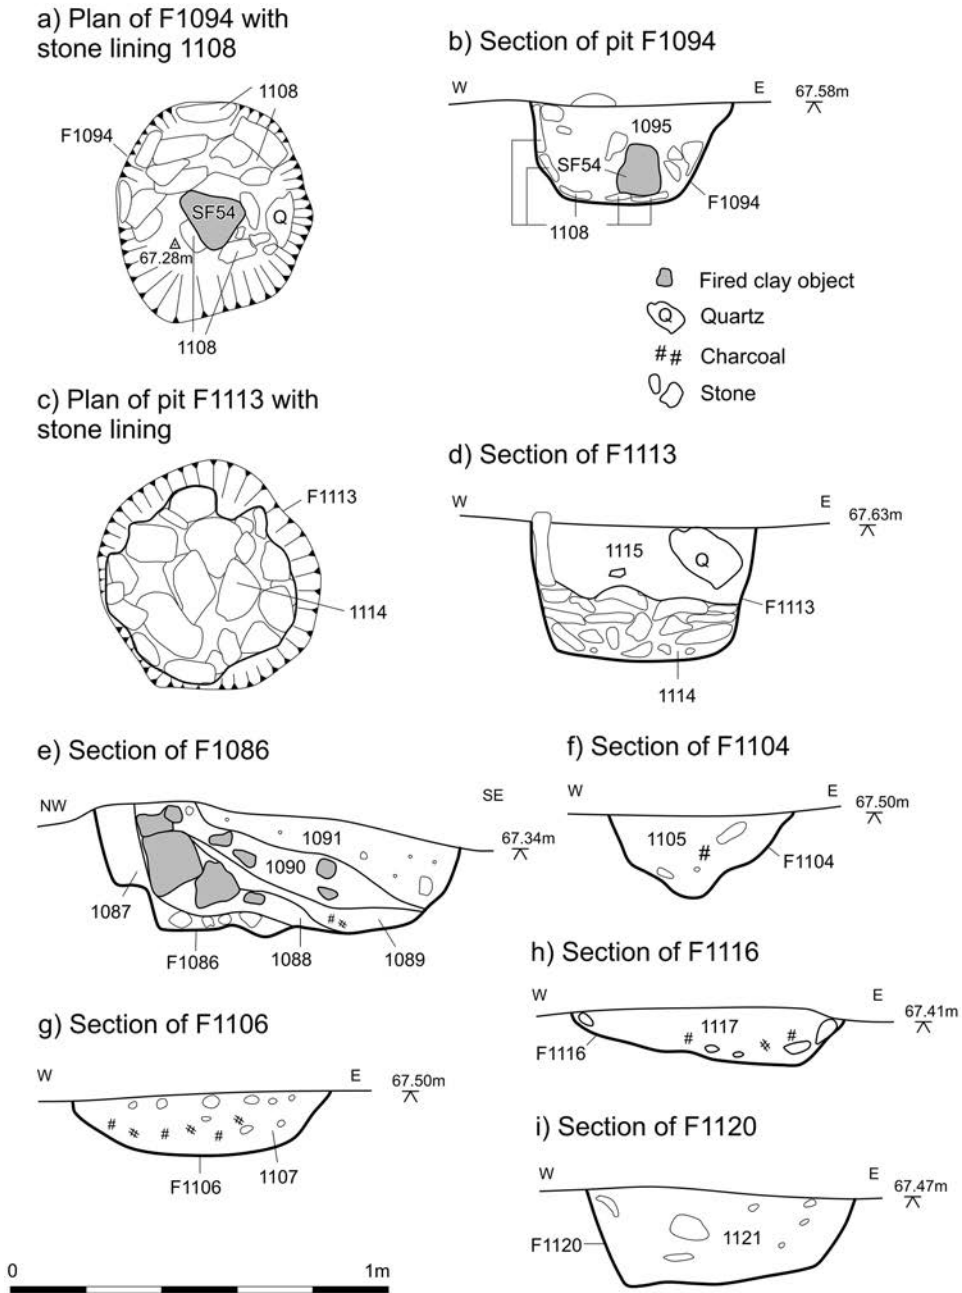 a) Plan of F1094 with
stone lining 1108
1108
F1094
SF54
Q
67.28m
1108
b) Section of pit F1094
W
E
67.58m
1095
SF54
F1094
1108
Fired clay object
Q
Quartz
# #
Charcoal
Stone
c) Plan of pit F1113 with
stone lining
F1113
1114
d) Section of F1113
W
E
67.63m
1115
Q
F1113
1114
e) Section of F1086
NW
SE
67.34m
1091
1090
1087
# #
F1086
1088
1089
f) Section of F1104
W
E
67.50m
1105
#
F1104
g) Section of F1106
W
E
67.50m
# # # # # #
1107
F1106
h) Section of F1116
W
E
67.41m
1117
# # #
F1116
i) Section of F1120
W
E
67.47m
1121
F1120
0
1m